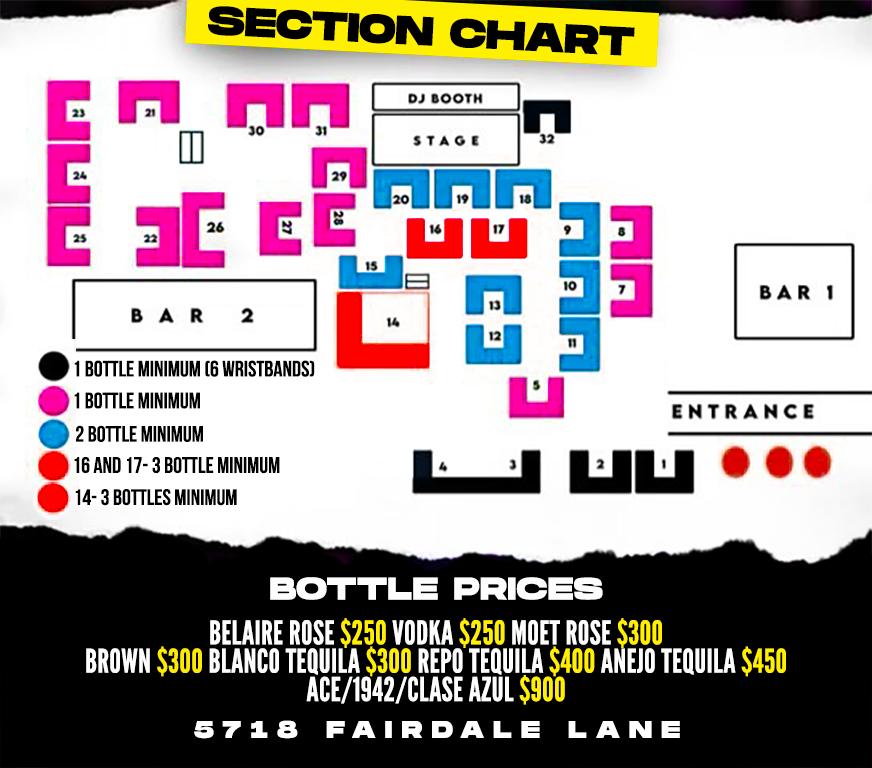 SECTION CHART
DJ BOOTH
STAGE
32
23
21
30
31
29
24
20
19
18
28
27
26
25
22
16
17
9
8
15
10
7
13
14
12
11
5
BAR 2
BAR 1
ENTRANCE
4
3
2
1
1 BOTTLE MINIMUM (6 WRISTBANDS)
1 BOTTLE MINIMUM
2 BOTTLE MINIMUM
16 AND 17- 3 BOTTLE MINIMUM
14- 3 BOTTLES MINIMUM
BOTTLE PRICES
BELAIRE ROSE $250 VODKA $250 MOET ROSE $300
BROWN $300 BLANCO TEQUILA $300 REPO TEQUILA $400 ANEJO TEQUILA $450
ACE/1942/CLASE AZUL $900
5718 FAIRDALE LANE